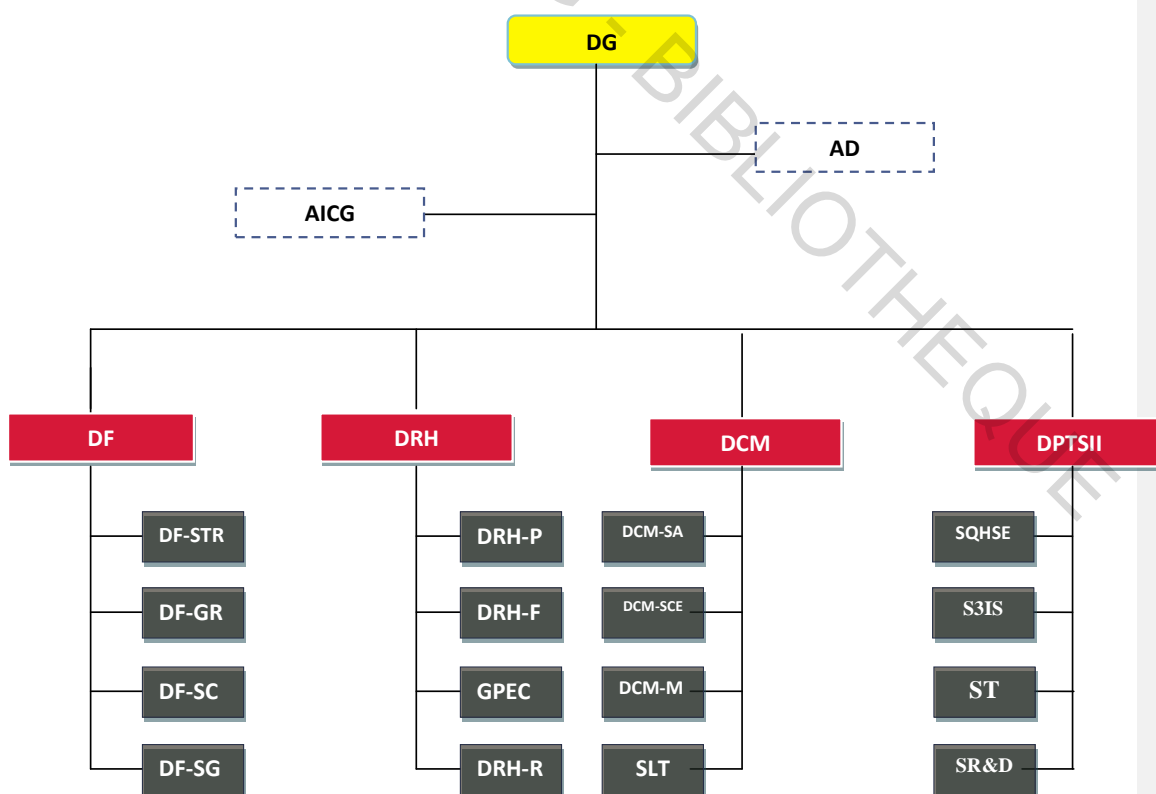 DG
AD
AICG
DF
DRH
DCM
DPTSII
DF-STR
DRH-P
DCM-SA
SQHSE
DF-GR
DRH-F
DCM-SCE
S3IS
DF-SC
GPEC
DCM-M
ST
DF-SG
DRH-R
SLT
SR&D
- BIBLIOTHEQUE